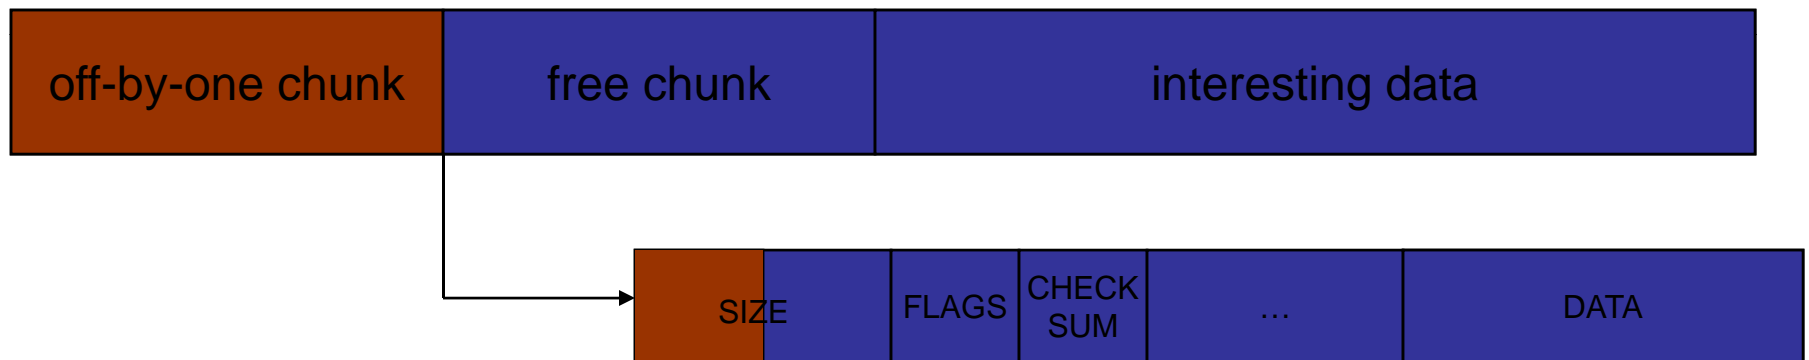 off-by-one chunk
free chunk
interesting data
SIZE
FLAGS
CHECK
SUM
...
DATA